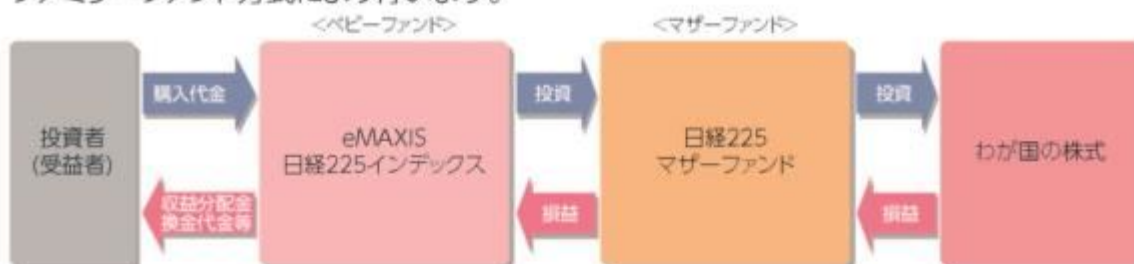 ＜ベビーファンド＞
＜マザーファンド＞
投資者
(受益者)
購入代金
収益分配金
換金代金等
eMAXIS
日経225インデックス
投資
損益
日経225
マザーファンド
投資
損益
わが国の株式